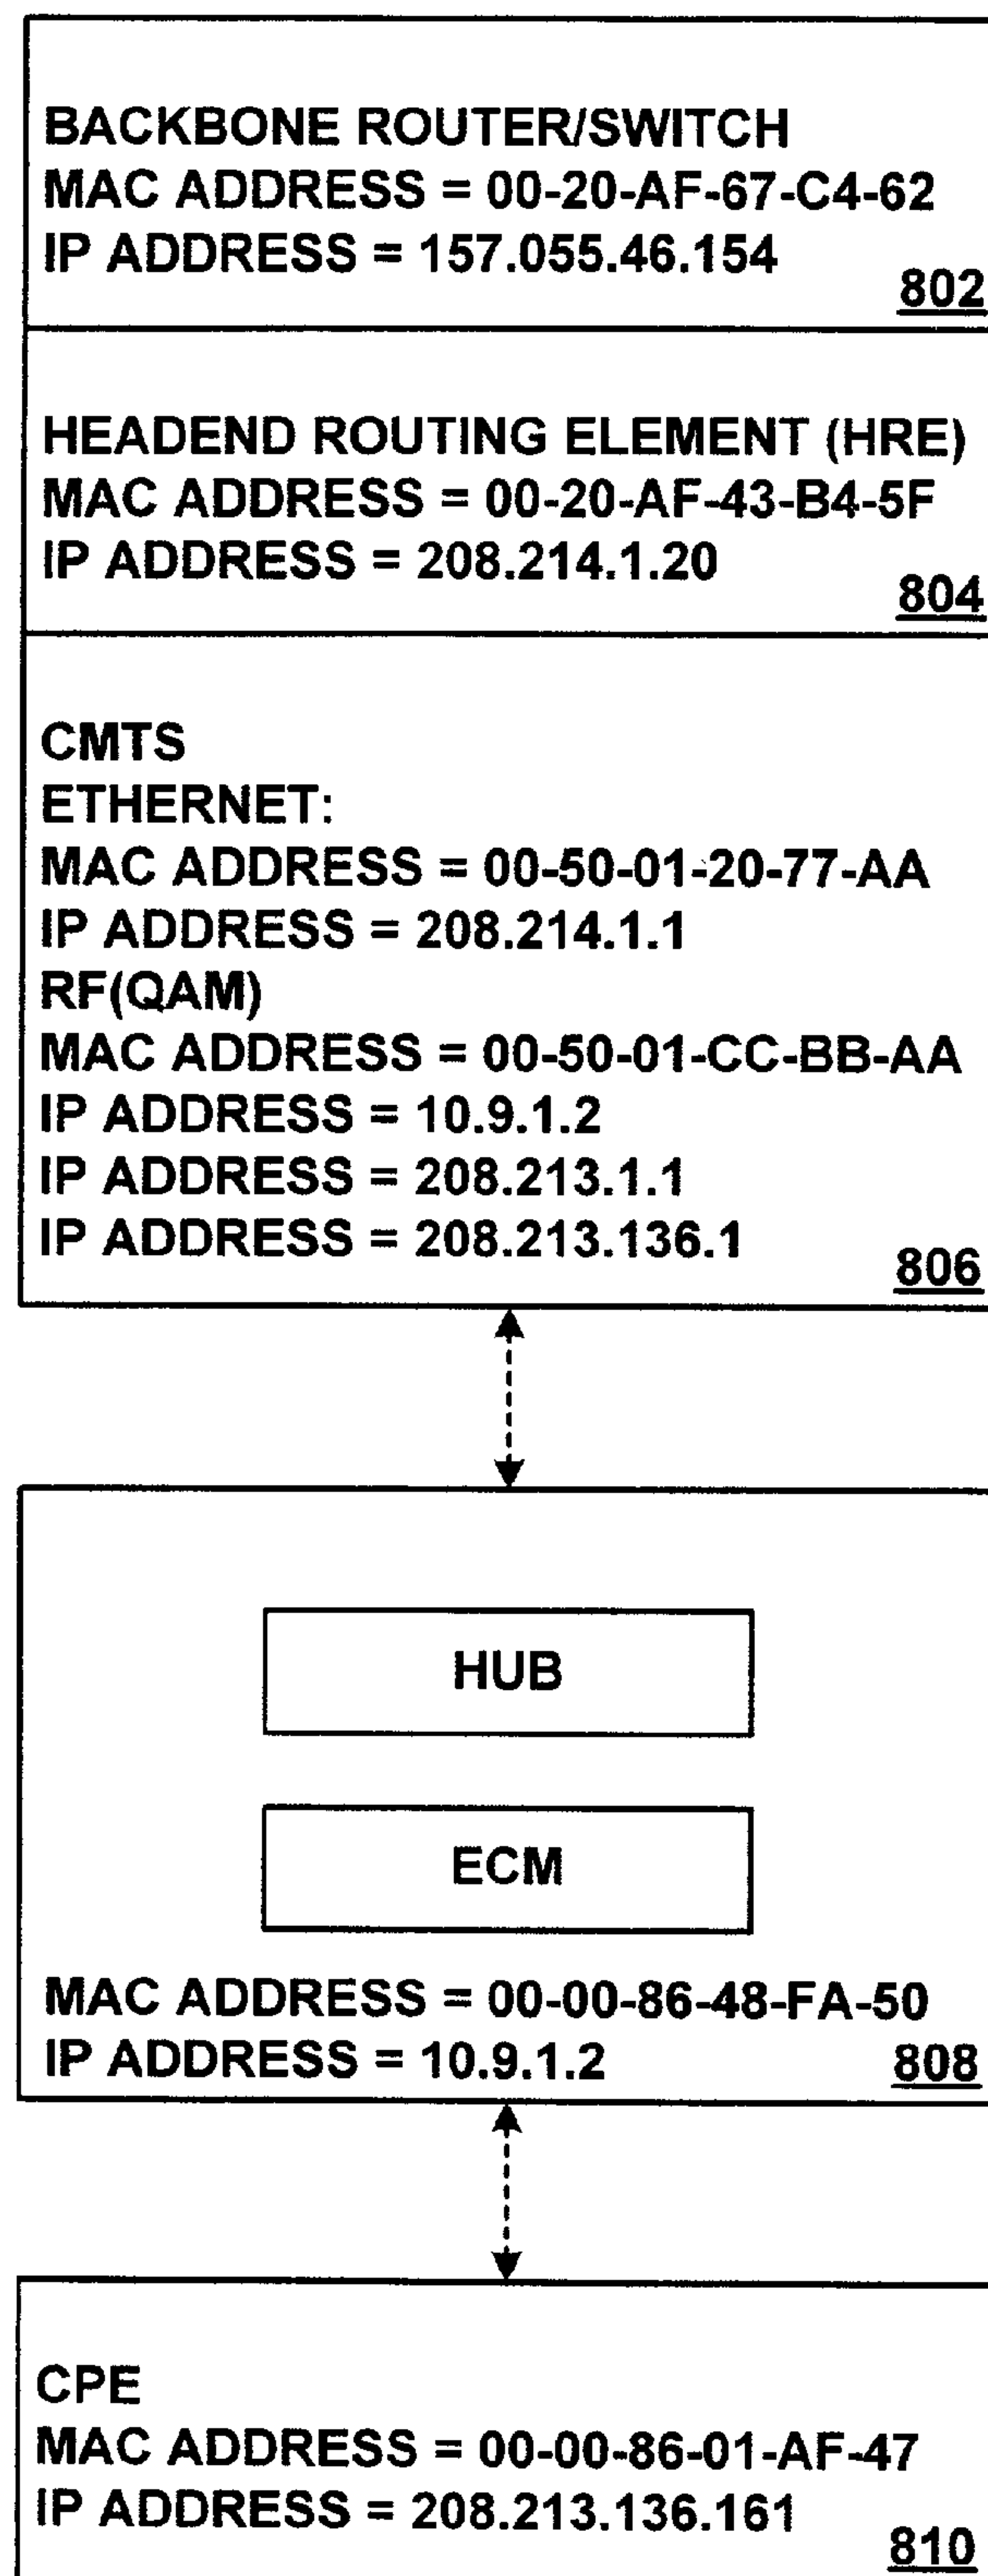 BACKBONE ROUTER/SWITCH
MAC ADDRESS = 00-20-AF-67-C4-62
IP ADDRESS = 157.055.46.154
802
HEADEND ROUTING ELEMENT (HRE)
MAC ADDRESS = 00-20-AF-43-B4-5F
IP ADDRESS = 208.214.1.20
804
CMTS
ETHERNET:
MAC ADDRESS = 00-50-01-20-77-AA
IP ADDRESS = 208.214.1.1
RF(QAM)
MAC ADDRESS = 00-50-01-CC-BB-AA
IP ADDRESS = 10.9.1.2
IP ADDRESS = 208.213.1.1
IP ADDRESS = 208.213.136.1
806
HUB
ECM
MAC ADDRESS = 00-00-86-48-FA-50
IP ADDRESS = 10.9.1.2
808
CPE
MAC ADDRESS = 00-00-86-01-AF-47
IP ADDRESS = 208.213.136.161
810